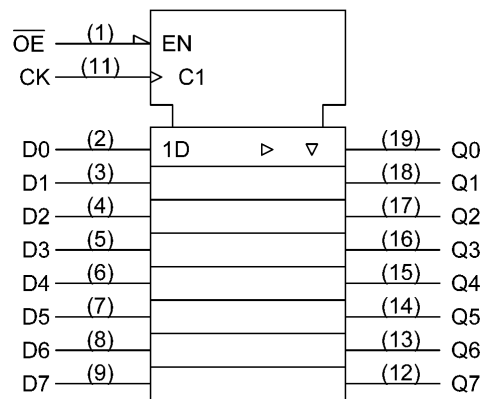 OE (1) EN
CK (11) C1
D0 (2) 1D (19) Q0
D1 (3) (18) Q1
D2 (4) (17) Q2
D3 (5) (16) Q3
D4 (6) (15) Q4
D5 (7) (14) Q5
D6 (8) (13) Q6
D7 (9) (12) Q7